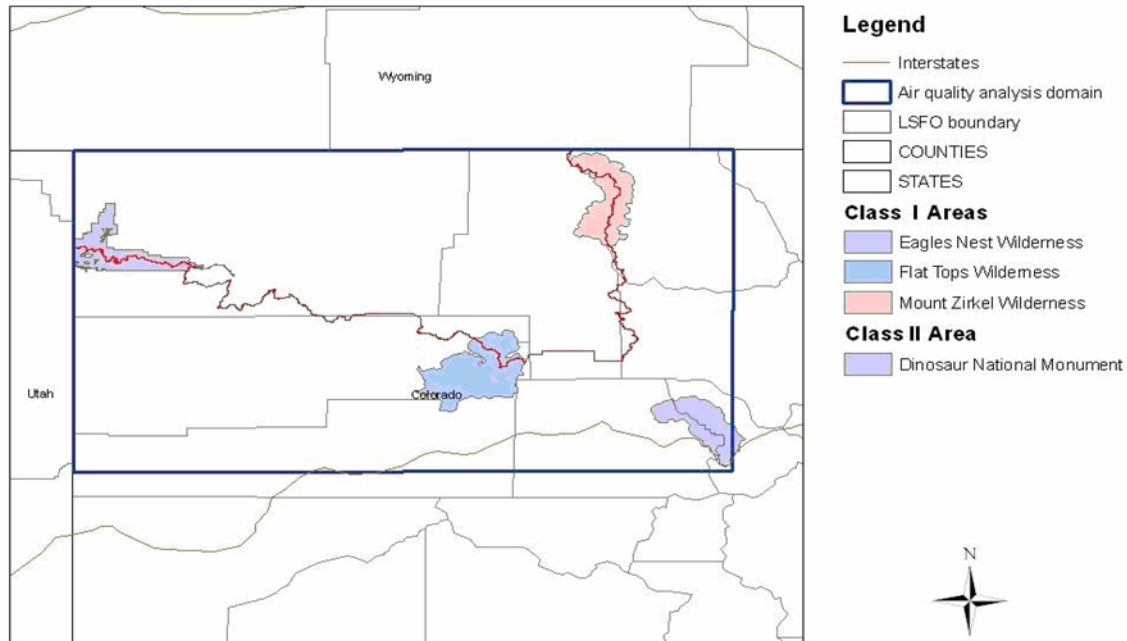 Wyoming
Utah
Colorado
Legend
Interstates
Air quality analysis domain
LSFO boundary
COUNTIES
STATES
Class I Areas
Eagles Nest Wilderness
Flat Tops Wilderness
Mount Zirkel Wilderness
Class II Area
Dinosaur National Monument
N